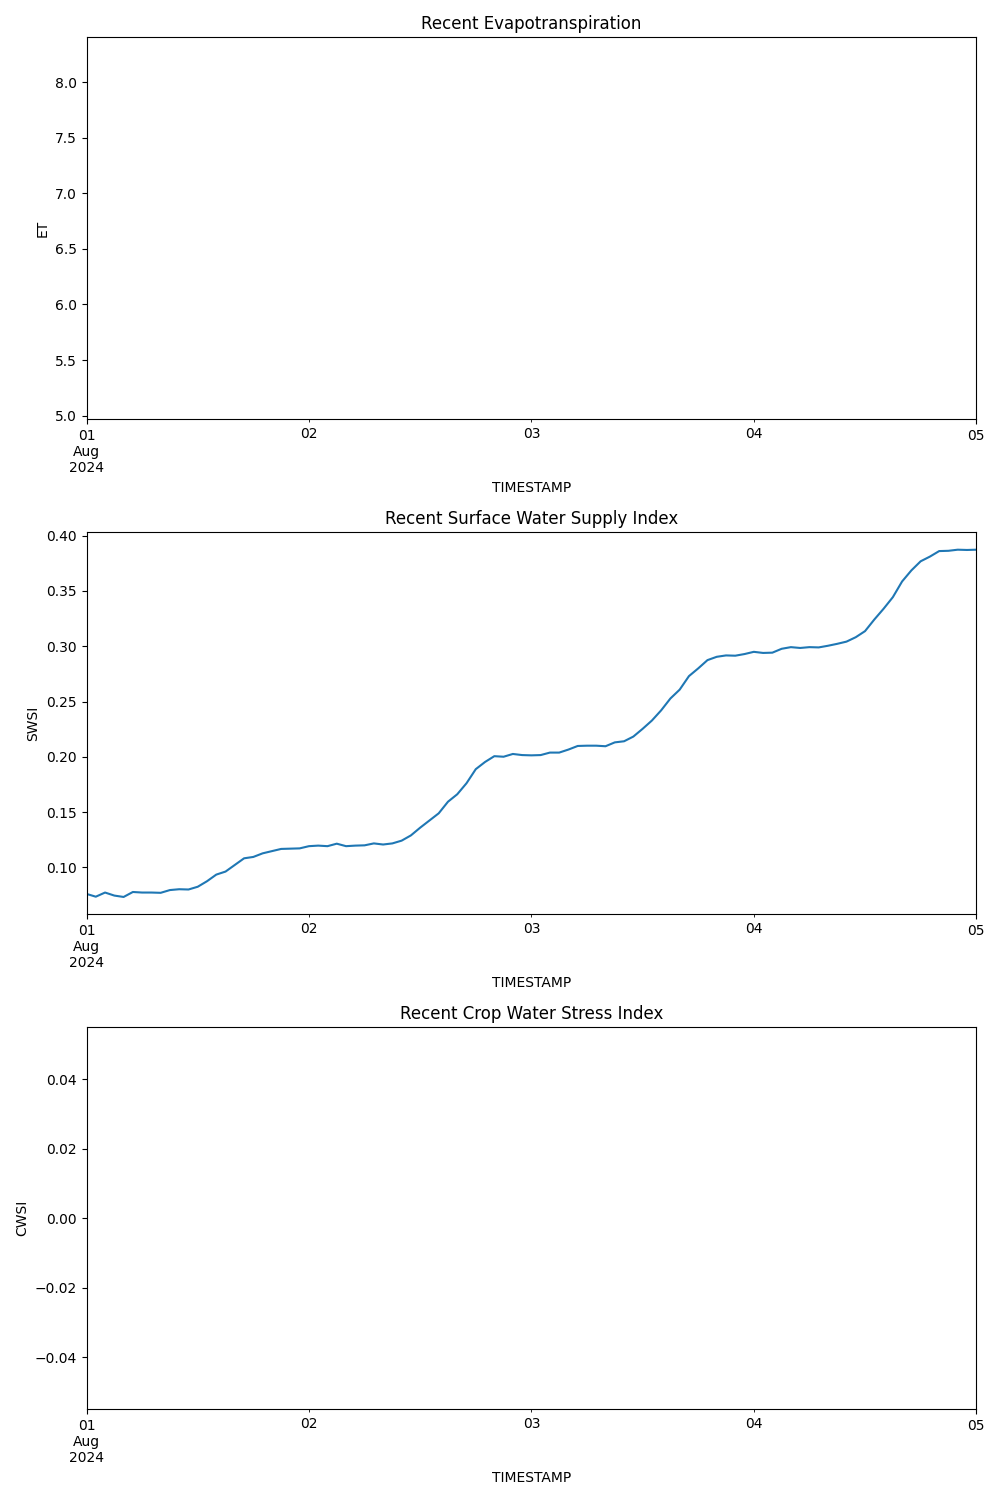 Recent Evapotranspiration
8.0
7.5
7.0
6.5
6.0
5.5
5.0
ET
01 02 03 04 05
Aug
2024
TIMESTAMP
Recent Surface Water Supply Index
0.40
0.35
0.30
0.25
0.20
0.15
0.10
SWSI
01 02 03 04 05
Aug
2024
TIMESTAMP
Recent Crop Water Stress Index
0.04
0.02
0.00
−0.02
−0.04
CWSI
01 02 03 04 05
Aug
2024
TIMESTAMP